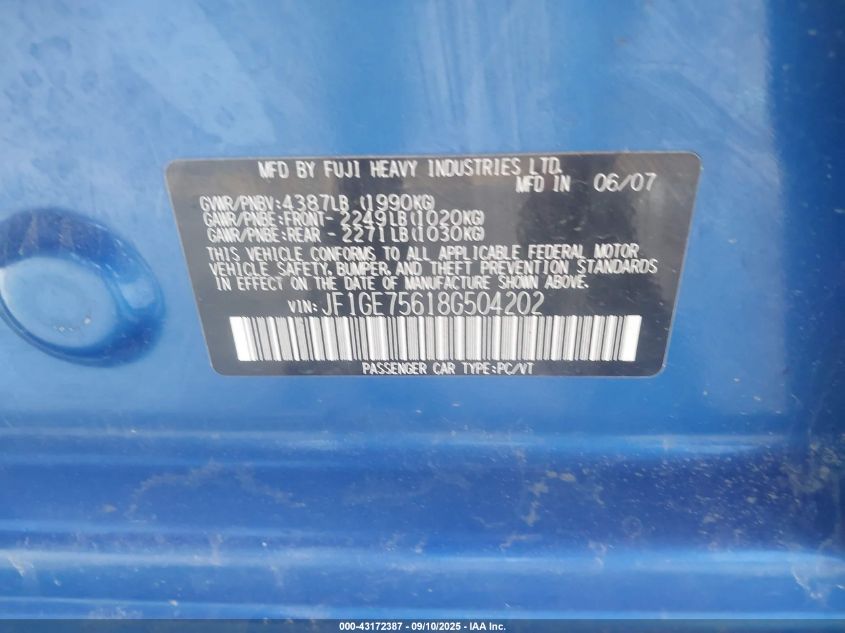 MFD BY FUJI HEAVY INDUSTRIES LTD.
MFD IN 06/07
GVWR/PNBV:4387LB (1990KG)
GAWR/PNBE:FRONT- 2249LB(1020KG)
GAWR/PNBE:REAR - 2271LB(1030KG)
THIS VEHICLE CONFORMS TO ALL APPLICABLE FEDERAL MOTOR
VEHICLE SAFETY, BUMPER, AND THEFT PREVENTION STANDARDS
IN EFFECT ON THE DATE OF MANUFACTURE SHOWN ABOVE.
VIN:JF1GE75618G504202
PASSENGER CAR TYPE:PC/VT
000-43172387 - 09/10/2025 - IAA Inc.